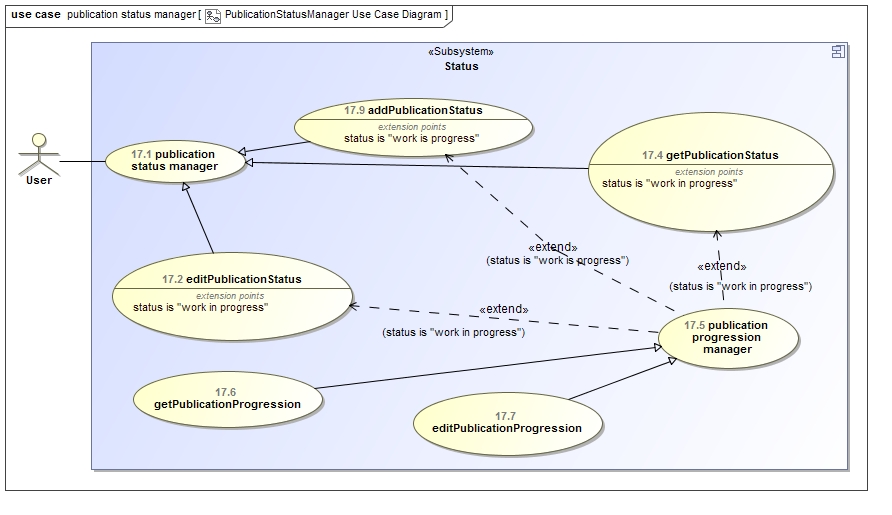 use case publication status manager [ PublicationStatusManager Use Case Diagram ]
«Subsystem»
Status
User
17.1 publication
status manager
17.9 addPublicationStatus
extension points
status is "work is progress"
17.4 getPublicationStatus
extension points
status is "work in progress"
«extend»
(status is "work is progress")
«extend»
(status is "work in progress")
17.2 editPublicationStatus
extension points
status is "work in progress"
«extend»
(status is "work in progress")
17.5 publication
progression
manager
17.6
getPublicationProgression
17.7
editPublicationProgression